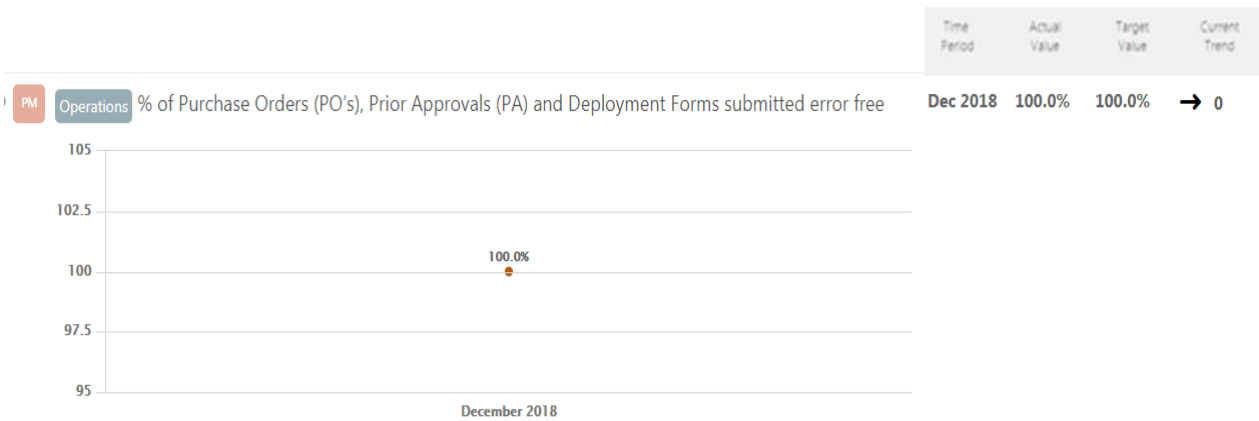 Time Actual Target Current
Period Value Value Trend
PM Operations % of Purchase Orders (PO's), Prior Approvals (PA) and Deployment Forms submitted error free Dec 2018 100.0% 100.0% → 0
105
102.5
100.0%
100
97.5
95
December 2018